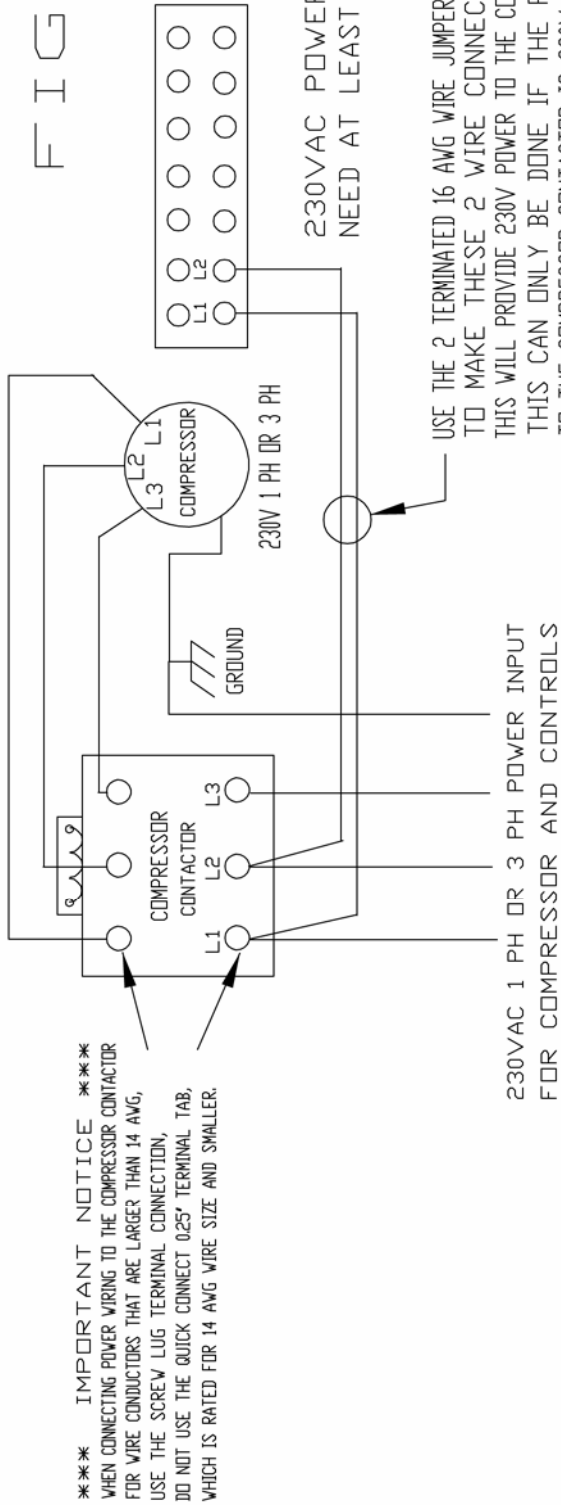 *** IMPORTANT NOTICE ***
WHEN CONNECTING POWER WIRING TO THE COMPRESSOR CONTACTOR
FOR WIRE CONDUCTORS THAT ARE LARGER THAN 14 AWG,
USE THE SCREW LUG TERMINAL CONNECTION,
DO NOT USE THE QUICK CONNECT 0.25" TERMINAL TAB,
WHICH IS RATED FOR 14 AWG WIRE SIZE AND SMALLER.
COMPRESSOR
CONTACTOR
L1 L2 L3
GROUND
L3 L2 L1
COMPRESSOR
230V 1 PH OR 3 PH
L1 L2
FIG
230VAC POWER
NEED AT LEAST
230VAC 1 PH OR 3 PH POWER INPUT
FOR COMPRESSOR AND CONTROLS
USE THE 2 TERMINATED 16 AWG WIRE JUMPER
TO MAKE THESE 2 WIRE CONNEC
THIS WILL PROVIDE 230V POWER TO THE
THIS CAN ONLY BE DONE IF THE